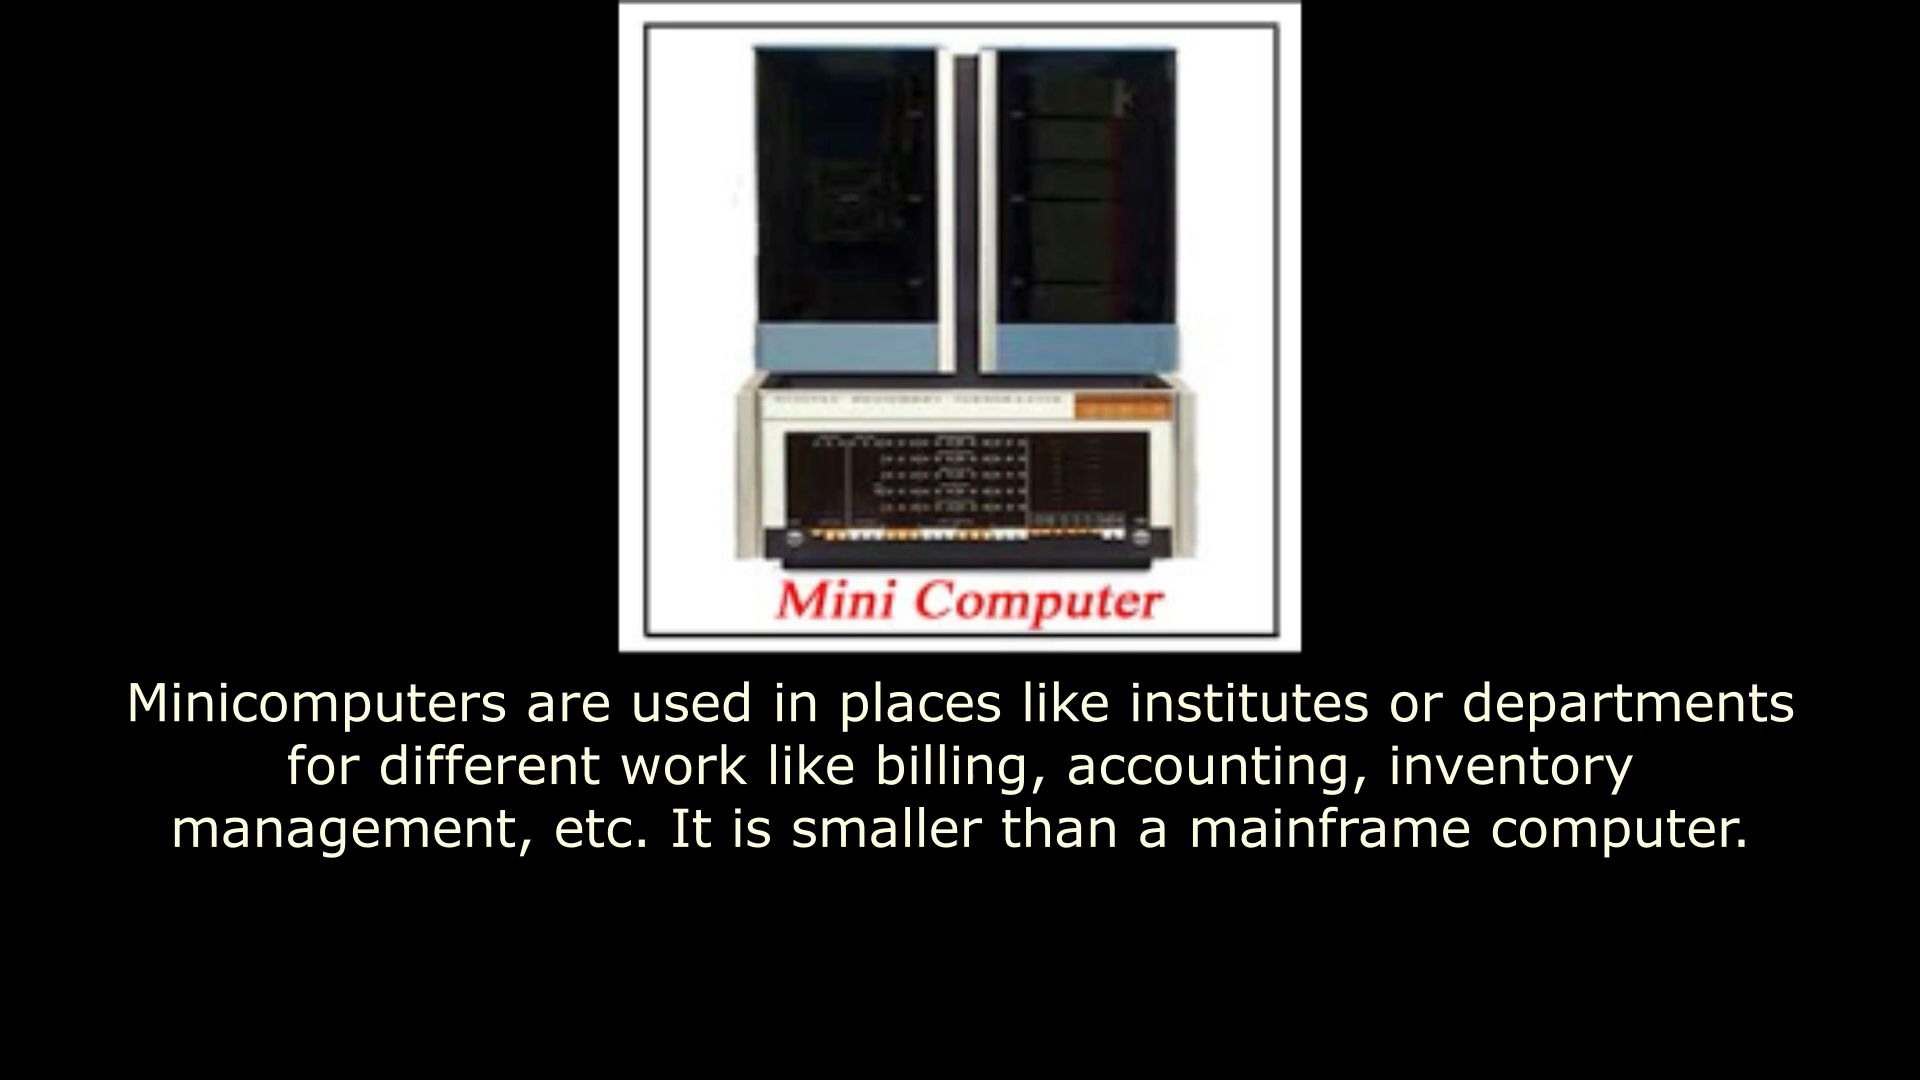 Mini Computer
Minicomputers are used in places like institutes or departments
for different work like billing, accounting, inventory
management, etc. It is smaller than a mainframe computer.